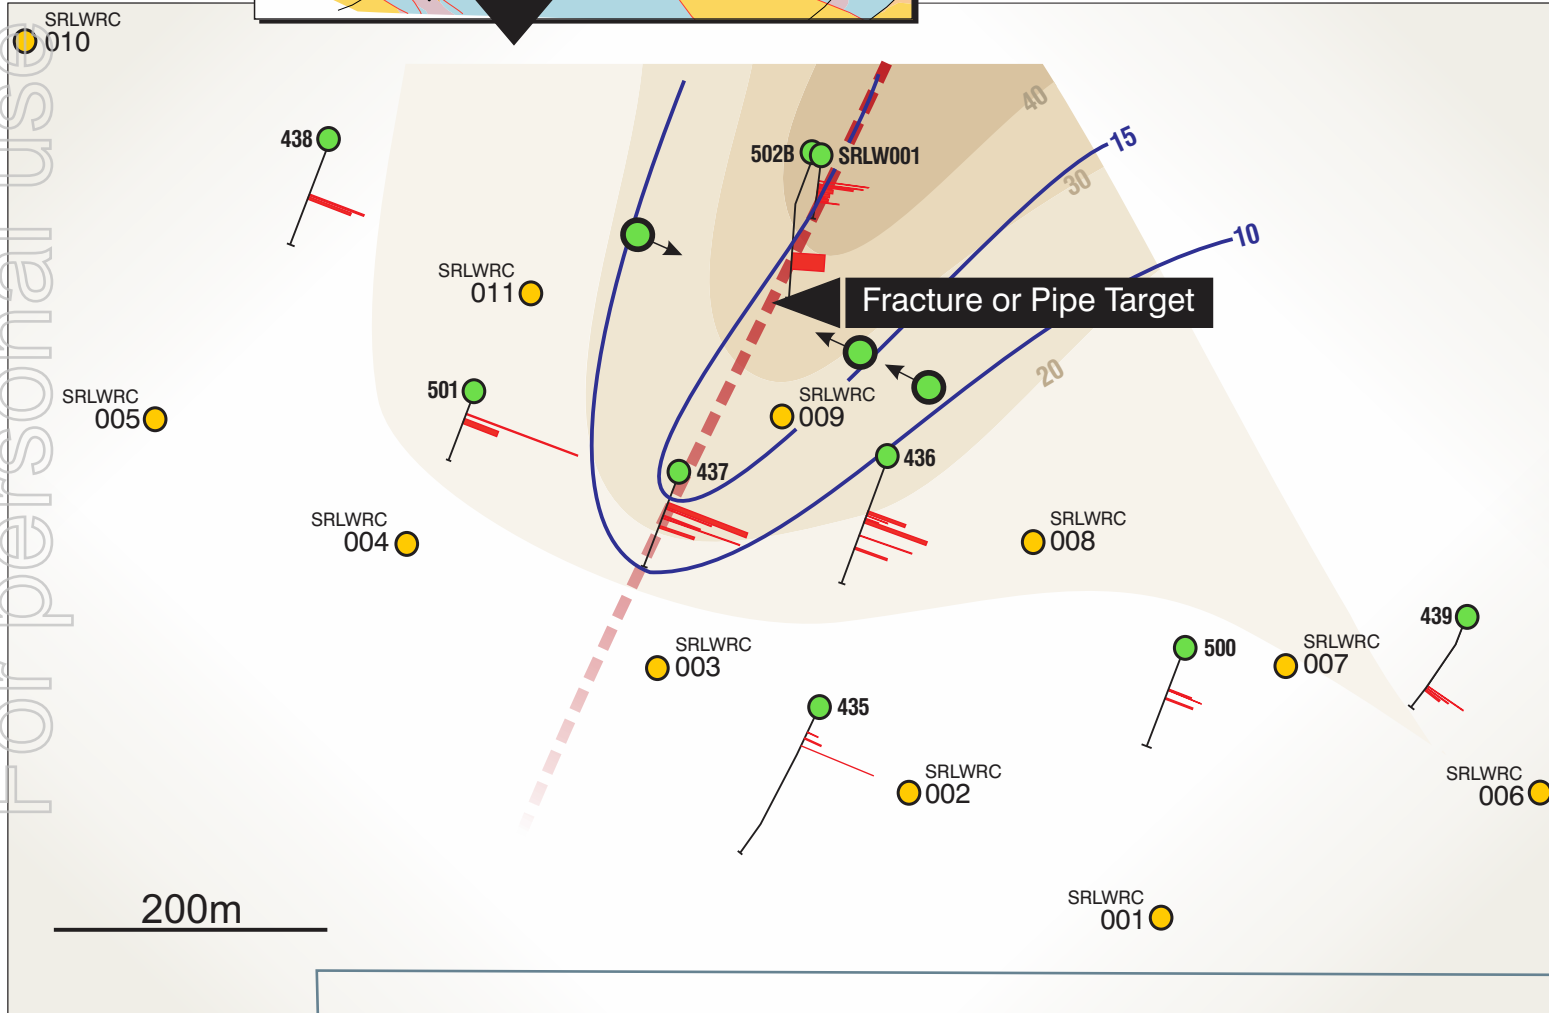 SRLWRC
010
438
502B
SRLW001
40
15
30
10
SRLWRC
011
Fracture or Pipe Target
20
501
SRLWRC
005
SRLWRC
009
437
436
SRLWRC
004
SRLWRC
008
SRLWRC
003
439
500
SRLWRC
007
435
SRLWRC
002
SRLWRC
006
SRLWRC
001
200m
For personal use